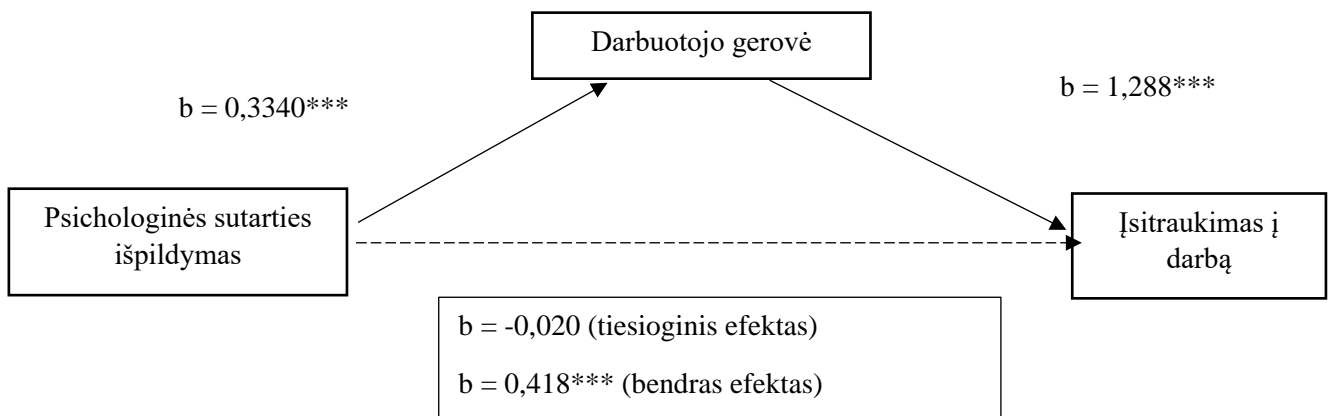 Darbuotojo gerovė
b = 0,3340***
b = 1,288***
Psichologinės sutarties
išpildymas
Įsitraukimas į
darbą
b = -0,020 (tiesioginis efektas)
b = 0,418*** (bendras efektas)